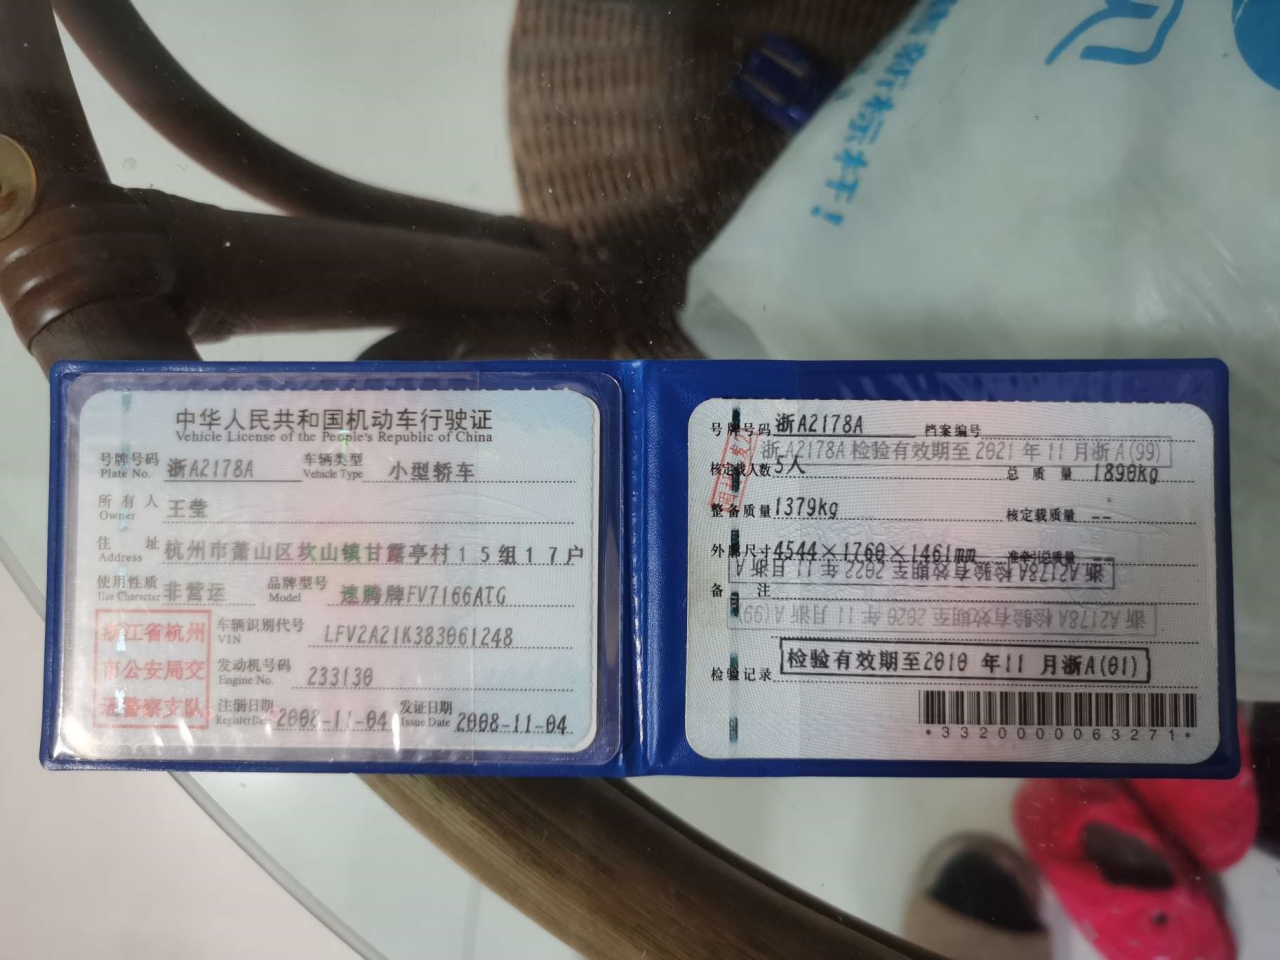 新标杆!
中华人民共和国机动车行驶证
Vehicle License of the People's Republic of China
号牌号码 浙A2178A 车辆类型 小型轿车
Plate No. Vehicle Type
所有人 王莹
Owner
住址 杭州市萧山区坎山镇甘露亭村15组17户
Address
使用性质 非营运 品牌型号 速腾牌FV7166ATG
Use Character Model
浙江省杭州
市公安局交
通警察支队
车辆识别代号 LFV2A21K383061248
VIN
发动机号码 233130
Engine No.
注册日期 2008-11-04 发证日期 2008-11-04
Register Date Issue Date
号牌号码 浙A2178A 档案编号
浙A2178A检验有效期至2021年11月浙A(99)
核定载人数 5人 总质量 1890kg
整备质量 1379kg 核定载质量 --
外廓尺寸 4544×1760×1461mm 准牵引总质量 --
浙A2178A检验有效期至2022年11月浙A
备注
浙A2178A检验有效期至2020年11月浙A(99)
检验记录 检验有效期至2010年11月浙A(01)
*3320000063271*